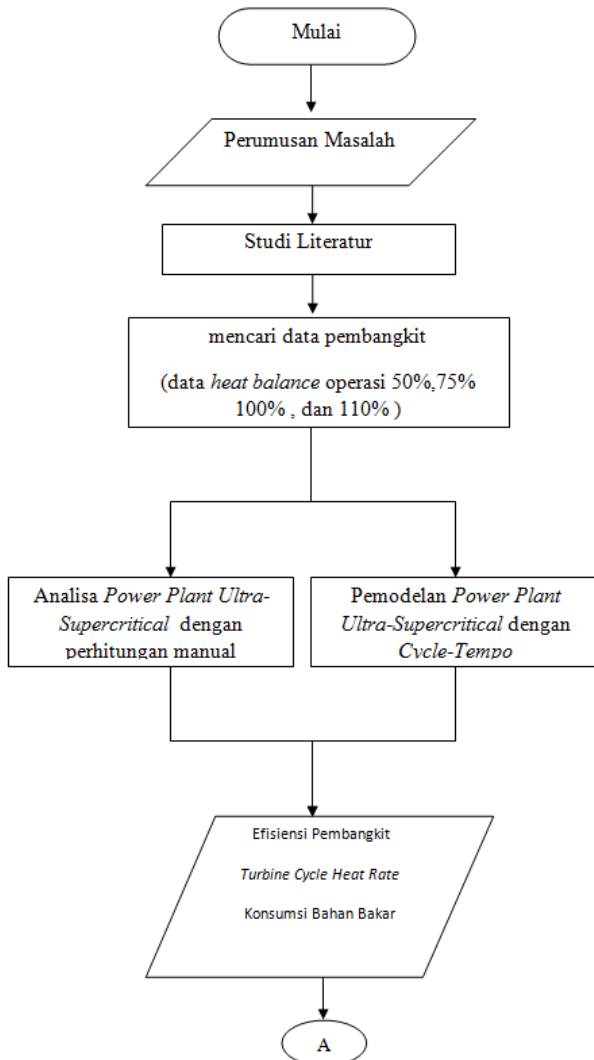 Mulai
Perumusan Masalah
Studi Literatur
mencari data pembangkit
(data heat balance operasi 50%,75%
100% , dan 110% )
Analisa Power Plant Ultra-
Supercritical dengan
perhitungan manual
Pemodelan Power Plant
Ultra-Supercritical dengan
Cycle-Tempo
Efisiensi Pembangkit
Turbine Cycle Heat Rate
Konsumsi Bahan Bakar
A